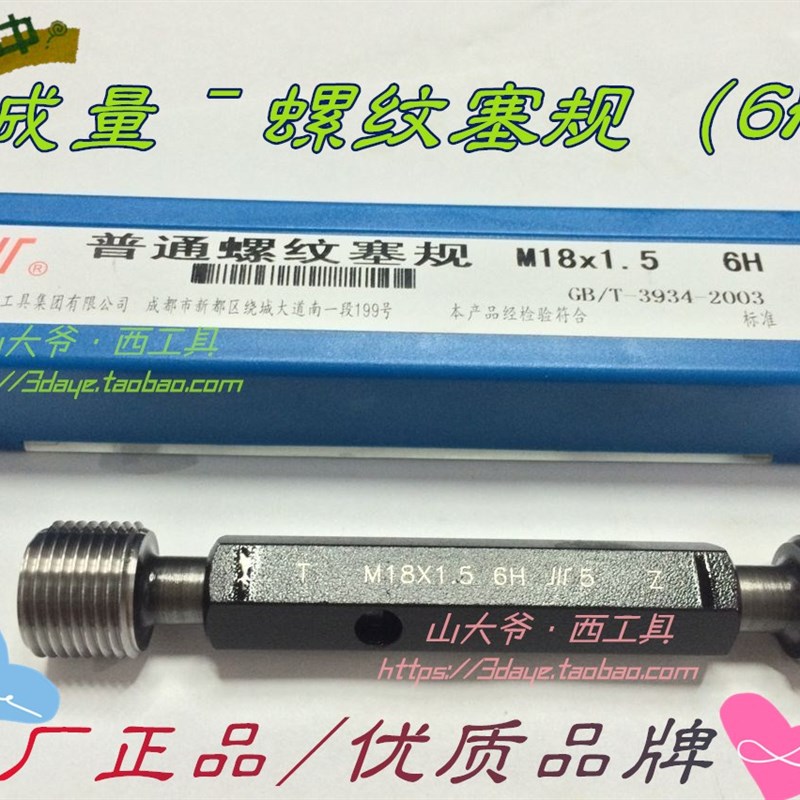 中
成量-螺纹塞规(6H
®
普通螺纹塞规 M18x1.5 6H
GB/T-3934-2003
工具集团有限公司 成都市新都区绕城大道南一段199号 本产品经检验符合 标准
山大爷·西工具
//3daye.taobao.com
T M18X1.5 6H 川 5 Z
山大爷·西工具
https://3daye.taobao.com
厂正品/优质品牌